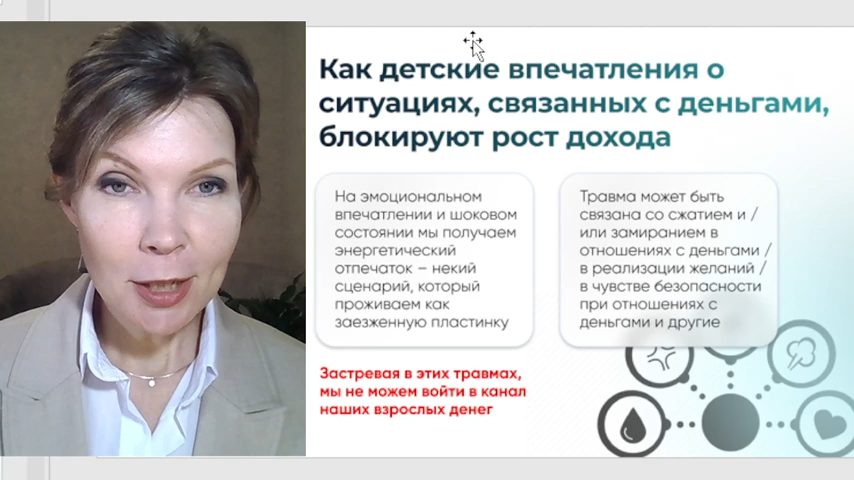 Как детские впечатления о
ситуациях, связанных с деньгами,
блокируют рост дохода
На эмоциональном
впечатлении и шоковом
состоянии мы получаем
энергетический
отпечаток – некий
сценарий, который
проживаем как
заезженную пластинку
Травма может быть
связана со сжатием и /
или замиранием в
отношениях с деньгами /
в реализации желаний /
в чувстве безопасности
при отношениях с
деньгами и другие
Застревая в этих травмах,
мы не можем войти в канал
наших взрослых денег